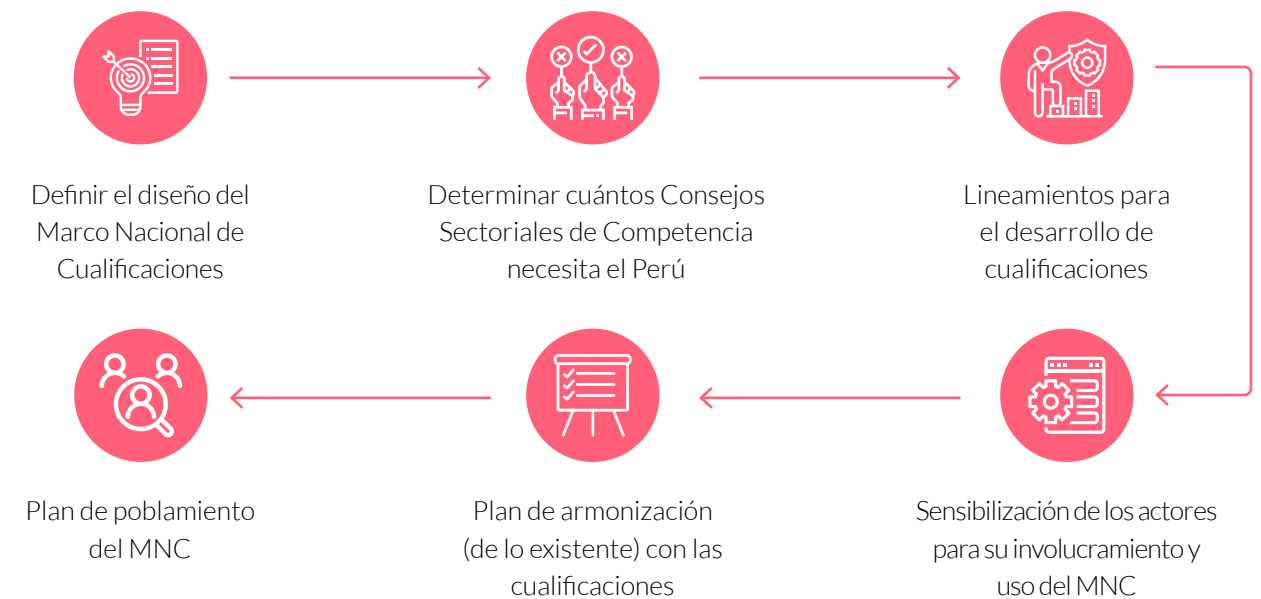 Definir el diseño del
Marco Nacional de
Cualificaciones
Determinar cuántos Consejos
Sectoriales de Competencia
necesita el Perú
Lineamientos para
el desarrollo de
cualificaciones
Sensibilización de los actores
para su involucramiento y
uso del MNC
Plan de armonización
(de lo existente) con las
cualificaciones
Plan de poblamiento
del MNC